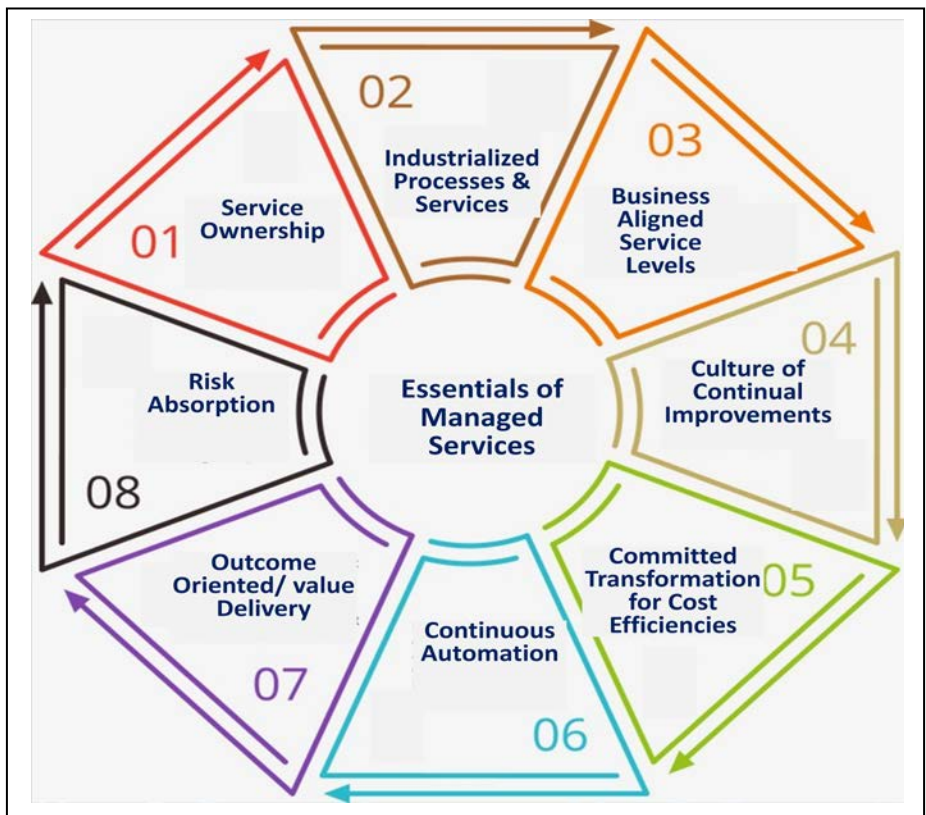 01
Service
Ownership
02
Industrialized
Processes &
Services
03
Business
Aligned
Service
Levels
04
Culture of
Continual
Improvements
Committed
Transformation
for Cost
Efficiencies
05
Continuous
Automation
06
Outcome
Oriented/ value
Delivery
07
Risk
Absorption
08
Essentials of
Managed
Services